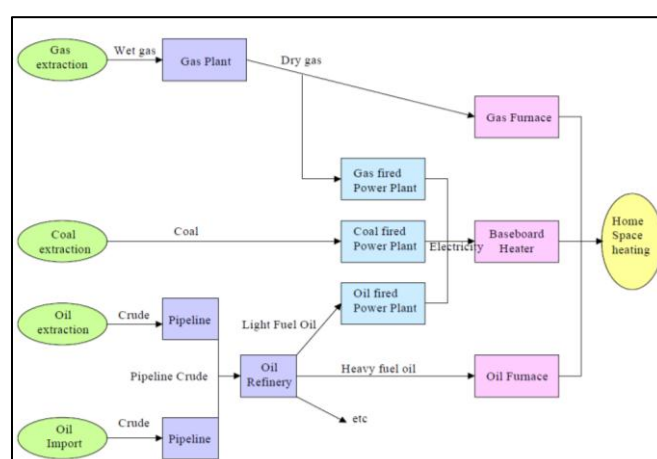 Gas
extraction
Wet gas
Gas Plant
Dry gas
Gas Furnace
Gas fired
Power Plant
Coal
extraction
Coal
Coal fired
Power Plant
Electricity
Baseboard
Heater
Home
Space
heating
Oil
extraction
Crude
Pipeline
Light Fuel Oil
Oil fired
Power Plant
Pipeline Crude
Oil
Refinery
Heavy fuel oil
Oil Furnace
etc
Oil
Import
Crude
Pipeline